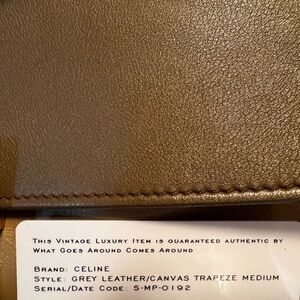 This Vintage Luxury Item is guaranteed authentic by
What Goes Around Comes Around
Brand: CELINE
Style: GREY LEATHER/CANVAS TRAPEZE MEDIUM
Serial/Date Code: S-MP-0192